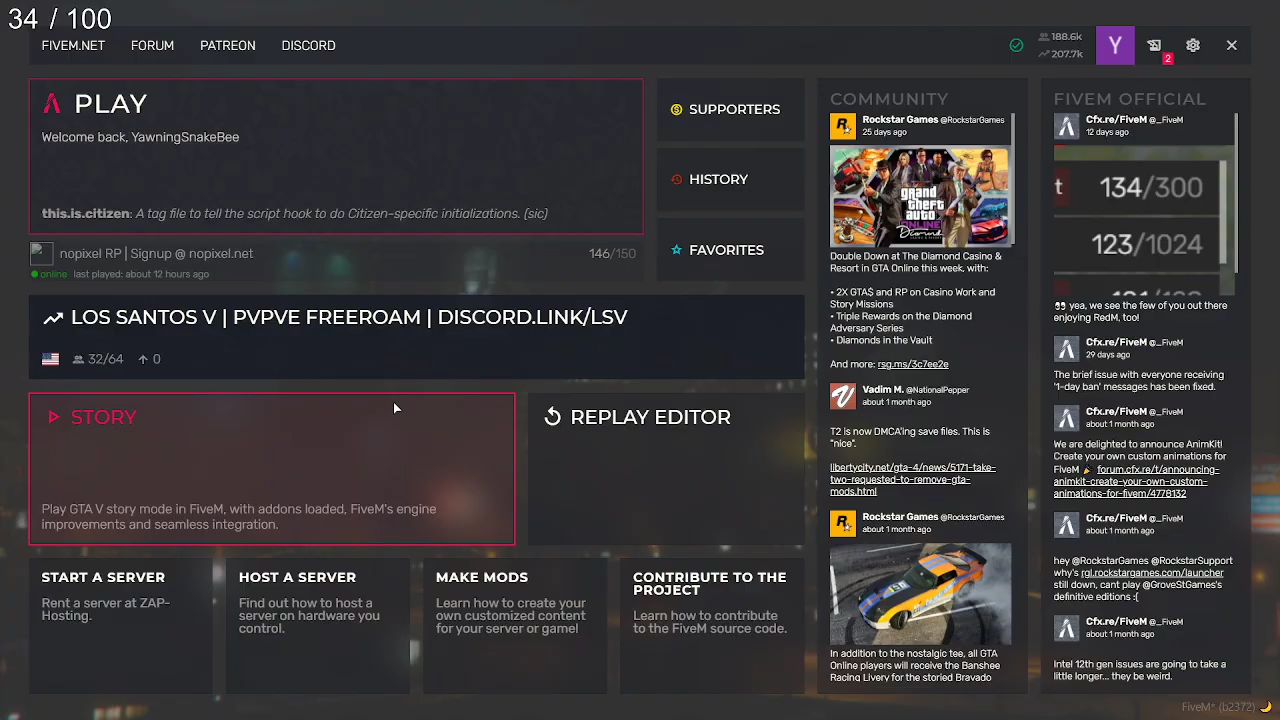 34 / 100
FIVEM.NET
FORUM
PATREON
DISCORD
188.6k
207.7k
Y
2
PLAY
Welcome back, YawningSnakeBee
this.is.citizen: A tag file to tell the script hook to do Citizen-specific initializations. (sic)
nopixel RP | Signup @ nopixel.net
146/150
online last played: about 12 hours ago
SUPPORTERS
HISTORY
FAVORITES
LOS SANTOS V | PVPVE FREEROAM | DISCORD.LINK/LSV
32/64
0
STORY
Play GTA V story mode in FiveM, with addons loaded, FiveM's engine
improvements and seamless integration.
REPLAY EDITOR
START A SERVER
Rent a server at ZAP-
Hosting.
HOST A SERVER
Find out how to host a
server on hardware you
control.
MAKE MODS
Learn how to create your
own customized content
for your server or game!
CONTRIBUTE TO THE
PROJECT
Learn how to contribute
to the FiveM source code.
COMMUNITY
Rockstar Games @RockstarGames
25 days ago
grand
theft
auto
ONLINE
Diamond
Double Down at The Diamond Casino &
Resort in GTA Online this week, with:
• 2X GTA$ and RP on Casino Work and
Story Missions
• Triple Rewards on the Diamond
Adversary Series
• Diamonds in the Vault
And more: rsg.ms/3c7ee2e
Vadim M. @NationalPepper
about 1 month ago
T2 is now DMCA'ing save files. This is
"nice".
libertycity.net/gta-4/news/5171-take-
two-requested-to-remove-gta-
mods.html
Rockstar Games @RockstarGames
about 1 month ago
In addition to the nostalgic tee, all GTA
Online players will receive the Banshee
Racing Livery for the storied Bravado
FIVEM OFFICIAL
Cfx.re/FiveM @_FiveM
12 days ago
t 134/300
123/1024
yea, we see the few of you out there
enjoying RedM, too!
Cfx.re/FiveM @_FiveM
29 days ago
The brief issue with everyone receiving
'1-day ban' messages has been fixed.
Cfx.re/FiveM @_FiveM
about 1 month ago
We are delighted to announce AnimKit!
Create your own custom animations for
FiveM 🎉 forum.cfx.re/t/announcing-
animkit-create-your-own-custom-
animations-for-fivem/4778132
Cfx.re/FiveM @_FiveM
about 1 month ago
hey @RockstarGames @RockstarSupport
why's rgl.rockstargames.com/launcher
still down, cant play @GroveStGames's
definitive editions :[
Cfx.re/FiveM @_FiveM
about 1 month ago
Intel 12th gen issues are going to take a
little longer... they be weird.
FiveM* (b2372) 🌙